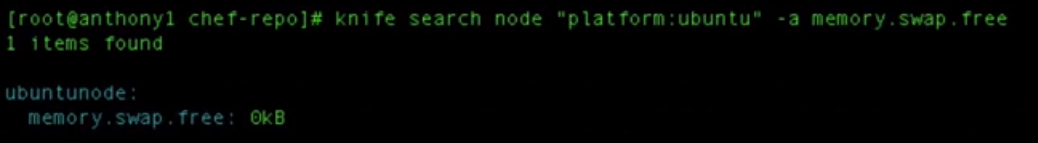 [root@anthony1 chef-repo]# knife search node "platform:ubuntu" -a memory.swap.free
1 items found
ubuntunode:
memory.swap.free: 0kB